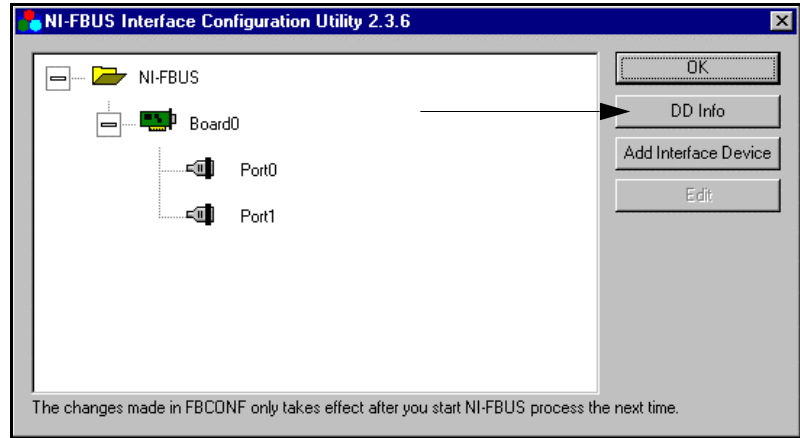 NI-FBUS Interface Configuration Utility 2.3.6
NI-FBUS
Board0
Port0
Port1
OK
DD Info
Add Interface Device
Edit
The changes made in FBCONF only takes effect after you start NI-FBUS process the next time.